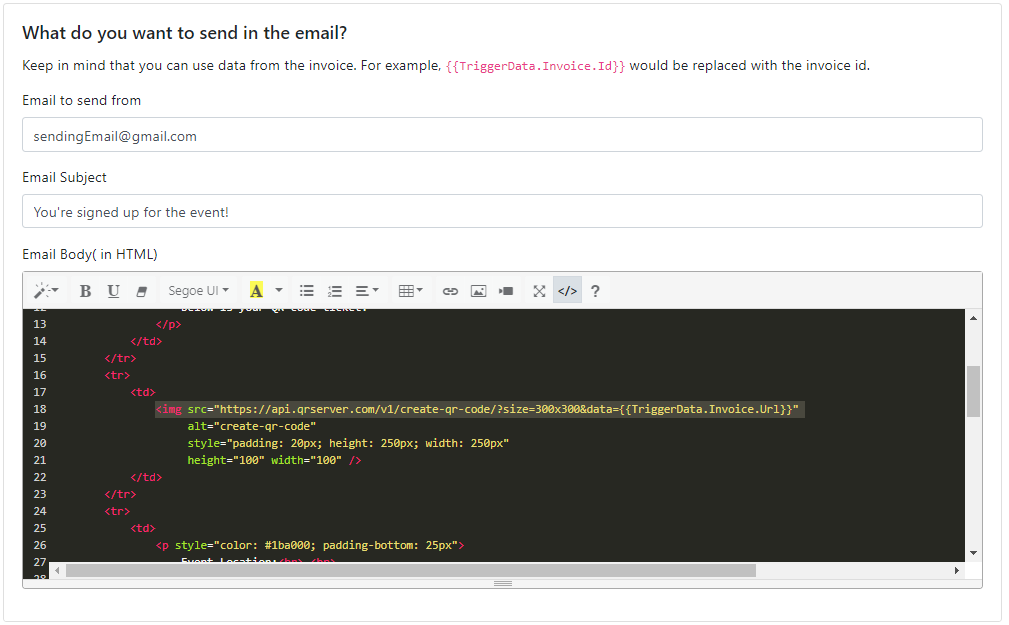 What do you want to send in the email?
Keep in mind that you can use data from the invoice. For example, {{TriggerData.Invoice.Id}} would be replaced with the invoice id.
Email to send from
sendingEmail@gmail.com
Email Subject
You're signed up for the event!
Email Body( in HTML)
B U Segoe UI A </> ?
12 below is your QR code ticket.
13 </p>
14 </td>
15 </tr>
16 <tr>
17 <td>
18 <img src="https://api.qrserver.com/v1/create-qr-code/?size=300x300&data={{TriggerData.Invoice.Url}}"
19 alt="create-qr-code"
20 style="padding: 20px; height: 250px; width: 250px"
21 height="100" width="100" />
22 </td>
23 </tr>
24 <tr>
25 <td>
26 <p style="color: #1ba000; padding-bottom: 25px">
27 Event Location:<br> <br>
28